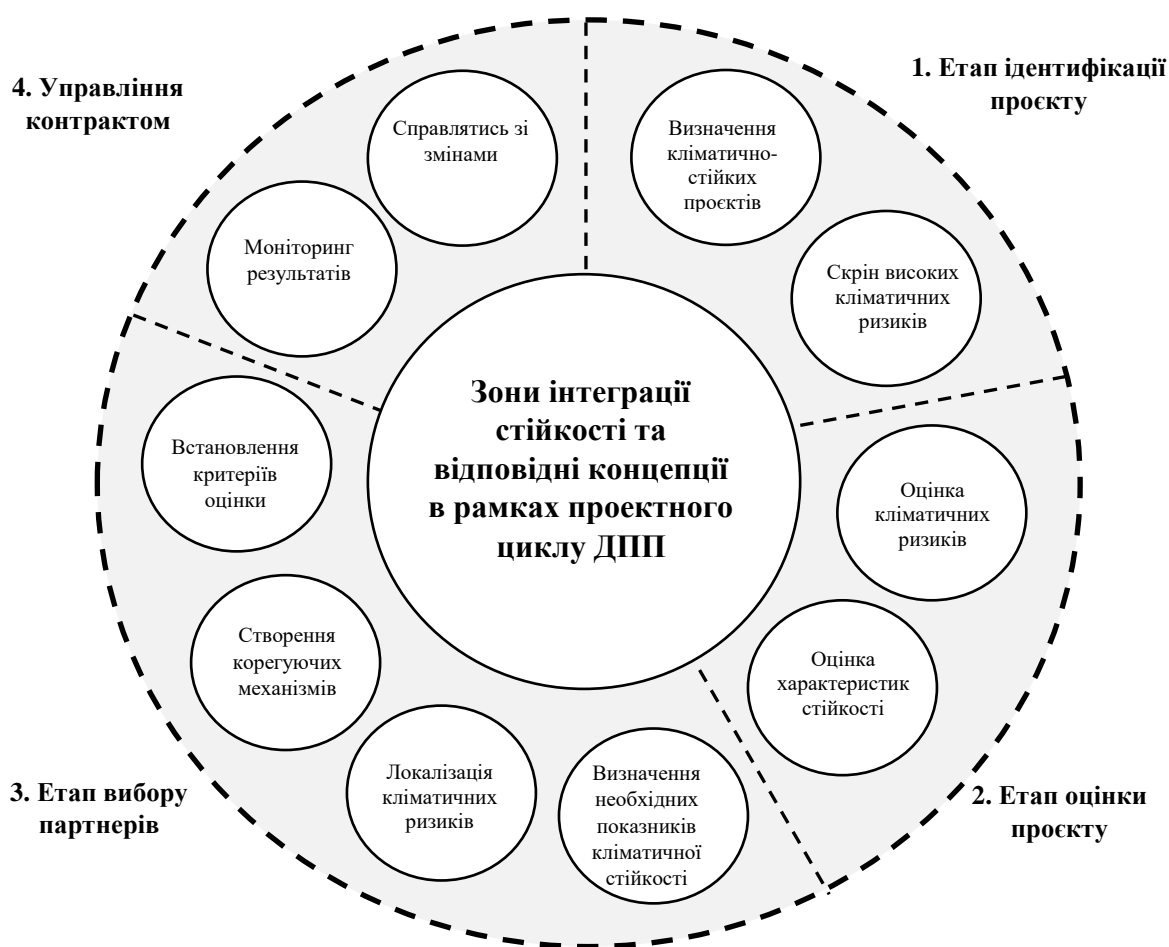 1. Етап ідентифікації
проєкту
Визначення
кліматично-
стійких
проєктів
Скрін високих
кліматичних
ризиків
Оцінка
кліматичних
ризиків
Оцінка
характеристик
стійкості
2. Етап оцінки
проєкту
Визначення
необхідних
показників
кліматичної
стійкості
Локалізація
кліматичних
ризиків
Створення
корегуючих
механізмів
Встановлення
критеріїв
оцінки
3. Етап вибору
партнерів
Моніторинг
результатів
Справлятись зі
змінами
4. Управління
контрактом
Зони інтеграції
стійкості та
відповідні концепції
в рамках проектного
циклу ДПП